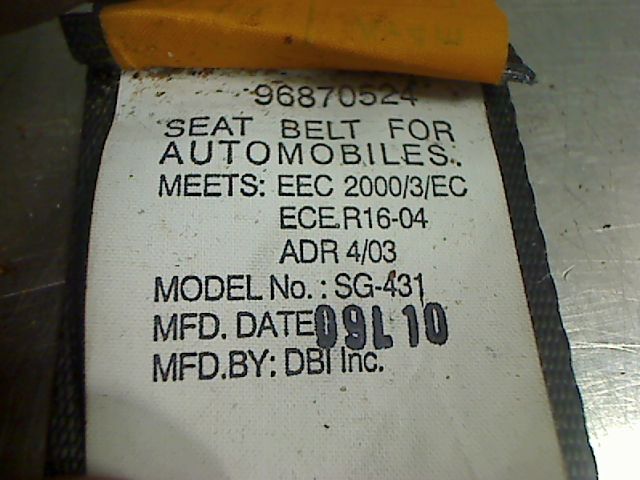 96870524
SEAT BELT FOR
AUTOMOBILES.
MEETS: EEC 2000/3/EC
ECE.R16-04
ADR 4/03
MODEL No.: SG-431
MFD. DATE 09L10
MFD.BY: DBI Inc.